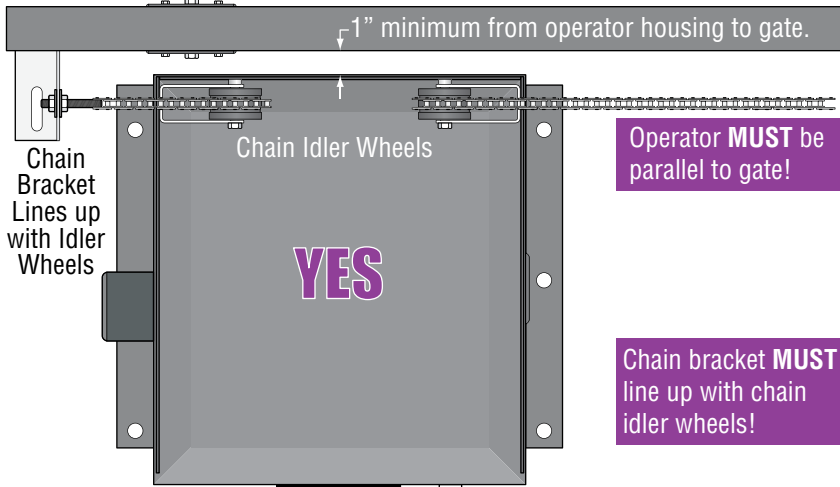 1” minimum from operator housing to gate.
Chain
Bracket
Lines up
with Idler
Wheels
Chain Idler Wheels
YES
Operator MUST be
parallel to gate!
Chain bracket MUST
line up with chain
idler wheels!